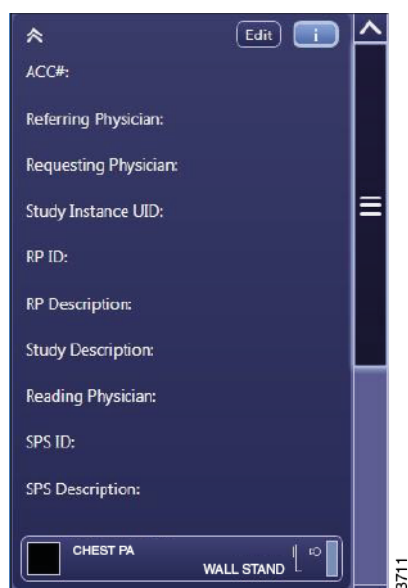 Edit i
ACC#:
Referring Physician:
Requesting Physician:
Study Instance UID:
RP ID:
RP Description:
Study Description:
Reading Physician:
SPS ID:
SPS Description:
CHEST PA
WALL STAND